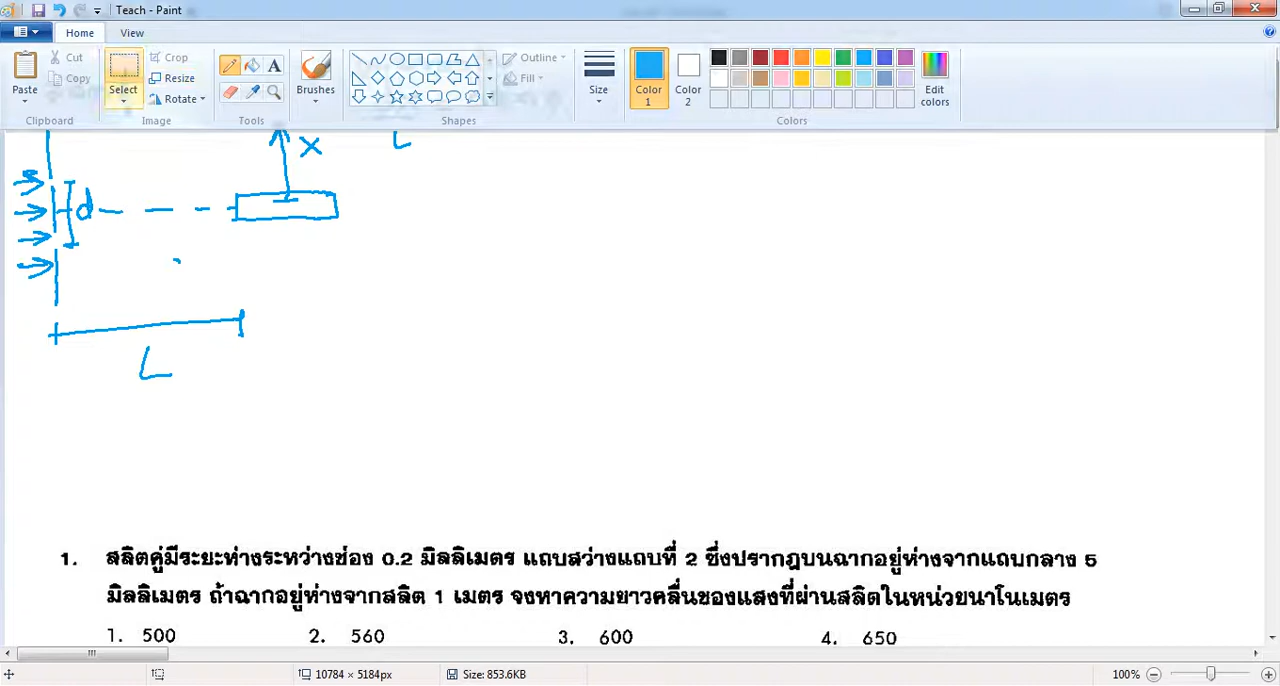 Teach - Paint
Home View
Paste
Cut
Copy
Clipboard
Select
Crop
Resize
Rotate
Image
Tools
Brushes
Outline
Fill
Shapes
Size
Color 1
Color 2
Edit colors
Colors
X
L
d
L
1. สลิตคู่มีระยะห่างระหว่างช่อง 0.2 มิลลิเมตร แถบสว่างแถบที่ 2 ซึ่งปรากฏบนฉากอยู่ห่างจากแถบกลาง 5
มิลลิเมตร ถ้าฉากอยู่ห่างจากสลิต 1 เมตร จงหาความยาวคลื่นของแสงที่ผ่านสลิตในหน่วยนาโนเมตร
1. 500 2. 560 3. 600 4. 650
10784 × 5184px Size: 853.6KB 100%